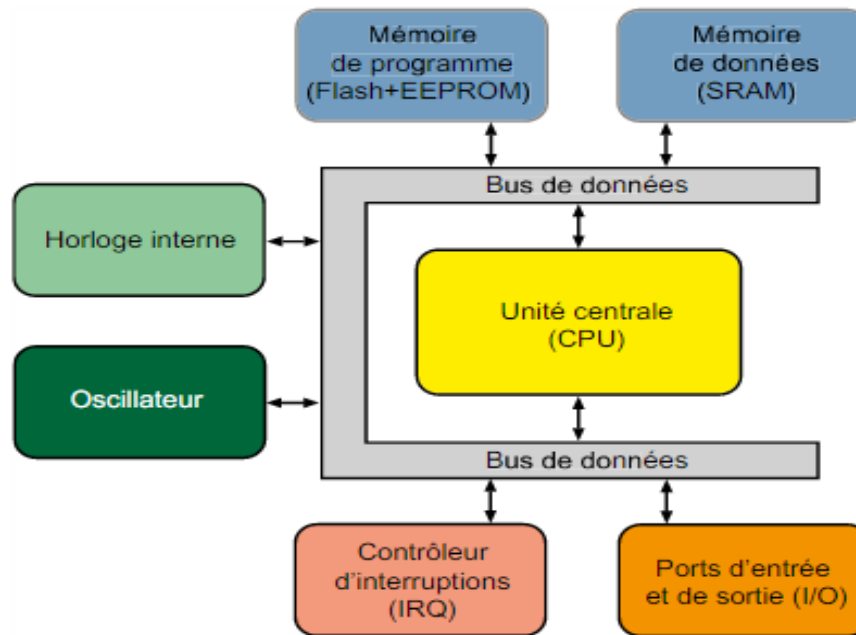 Mémoire
de programme
(Flash+EEPROM)
Mémoire
de données
(SRAM)
Bus de données
Horloge interne
Unité centrale
(CPU)
Oscillateur
Bus de données
Contrôleur
d'interruptions
(IRQ)
Ports d'entrée
et de sortie (I/O)